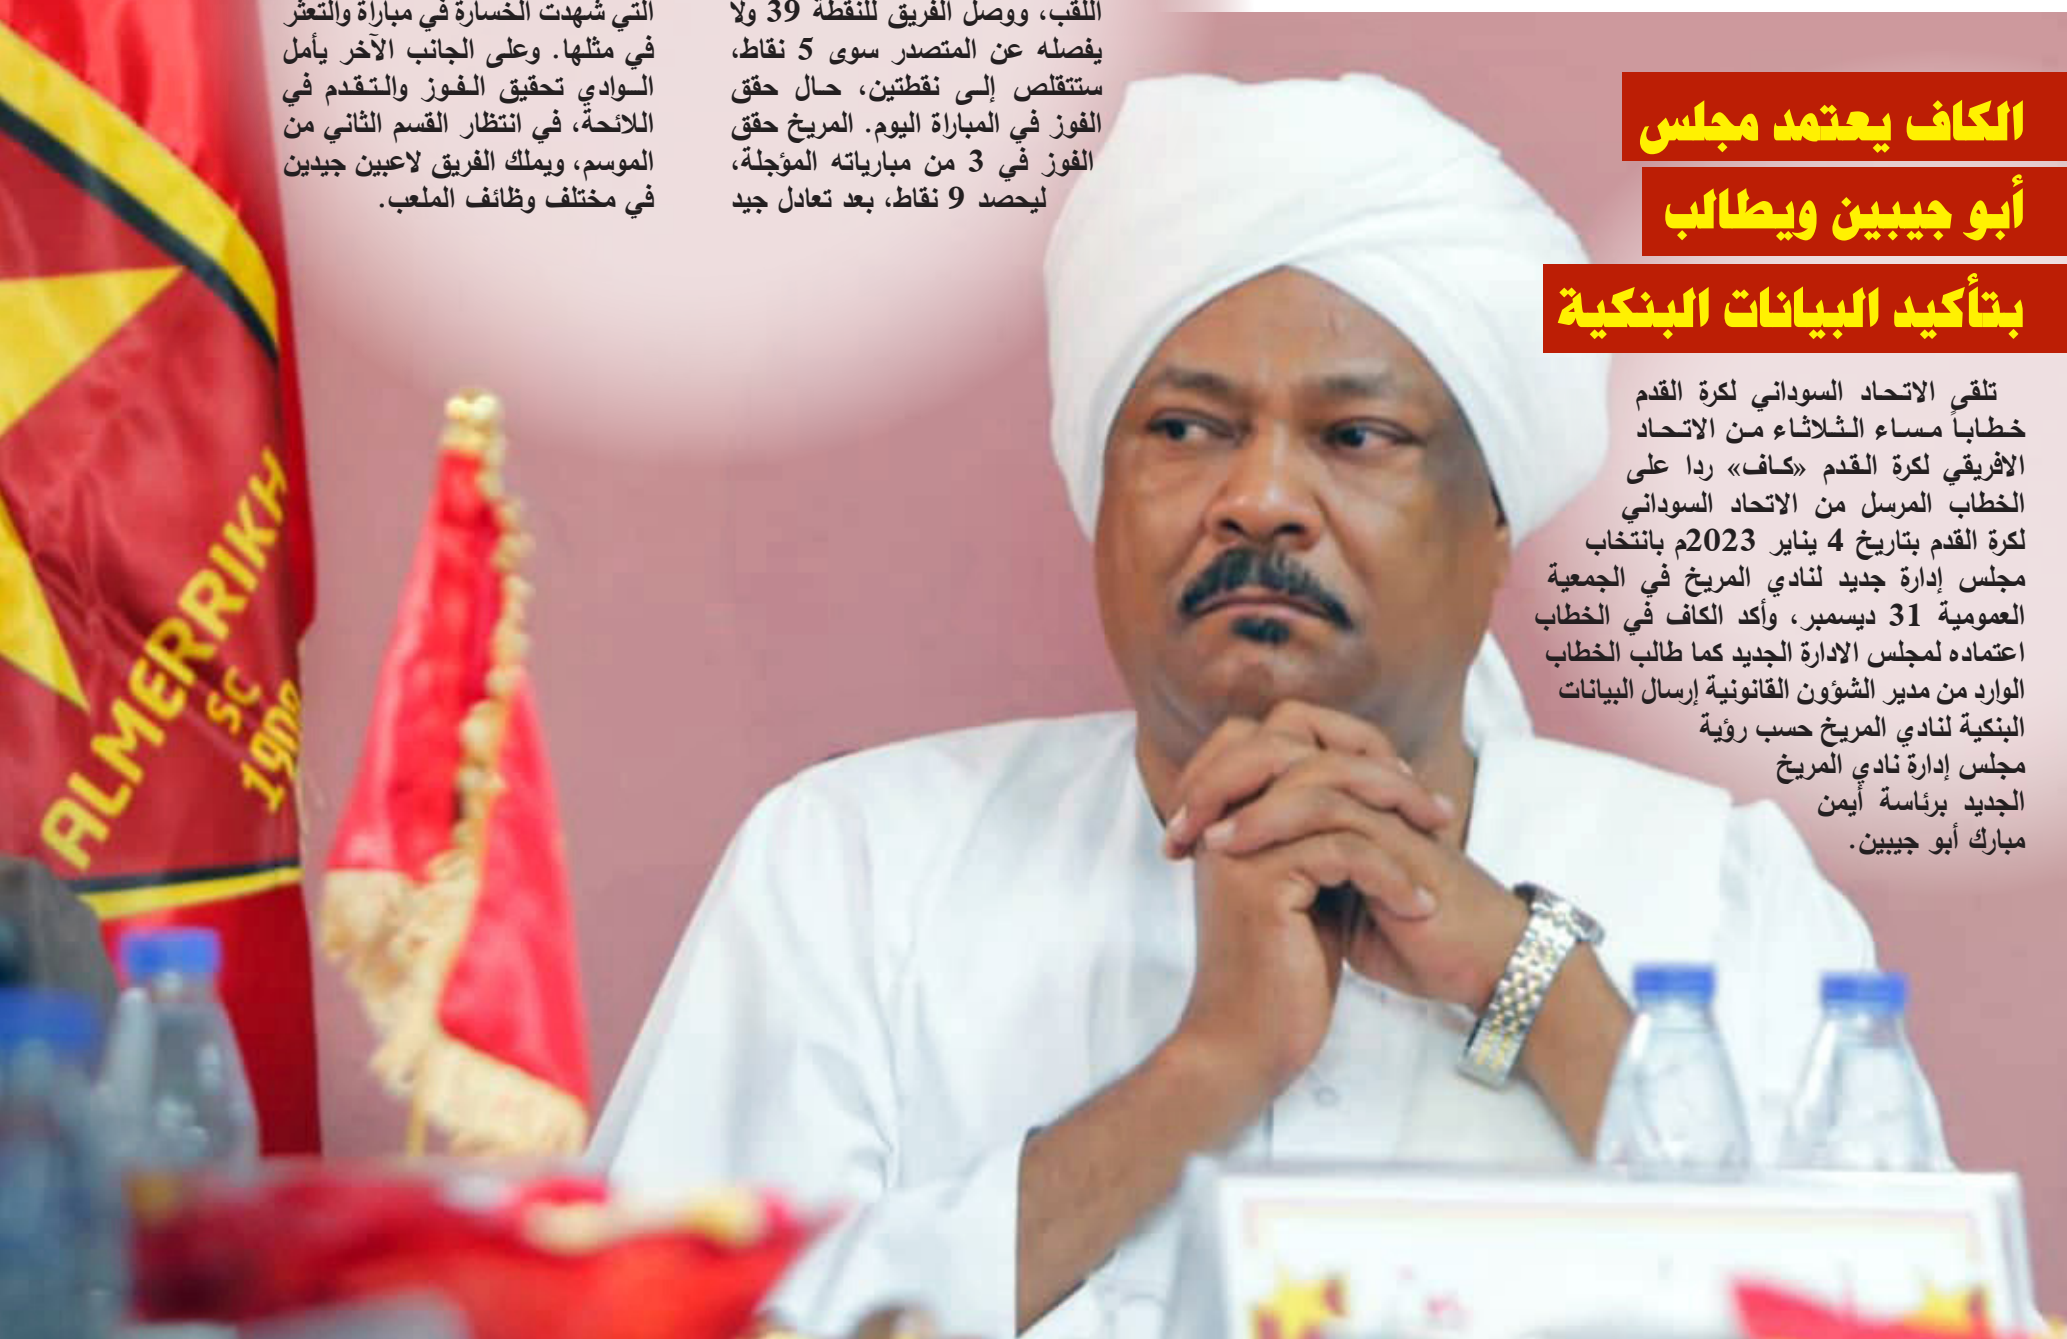 الكاف يعتمد مجلس
أبو جيبين ويطالب
بتأكيد البيانات البنكية
تلقى الاتحاد السوداني لكرة القدم
خطاباً مساء الثلاثاء من الاتحاد
الافريقي لكرة القدم «كاف» ردا على
الخطاب المرسل من الاتحاد السوداني
لكرة القدم بتاريخ 4 يناير 2023م بانتخاب
مجلس إدارة جديد لنادي المريخ في الجمعية
العمومية 31 ديسمبر، وأكد الكاف في الخطاب
اعتماده لمجلس الادارة الجديد كما طالب الخطاب
الوارد من مدير الشؤون القانونية إرسال البيانات
البنكية لنادي المريخ حسب رؤية
مجلس إدارة نادي المريخ
الجديد برئاسة أيمن
مبارك أبو جيبين.
اللقب، ووصل الفريق للنقطة 39 ولا
يفصله عن المتصدر سوى 5 نقاط،
ستتقلص إلى نقطتين، حال حقق
الفوز في المباراة اليوم. المريخ حقق
الفوز في 3 من مبارياته المؤجلة،
ليحصد 9 نقاط، بعد تعادل جيد
التي شهدت الخسارة في مباراة والتعثر
في مثلها. وعلى الجانب الآخر يأمل
الوادي تحقيق الفوز والتقدم في
اللائحة، في انتظار القسم الثاني من
الموسم، ويملك الفريق لاعبين جيدين
في مختلف وظائف الملعب.
ALMERRIKH
SC
1908